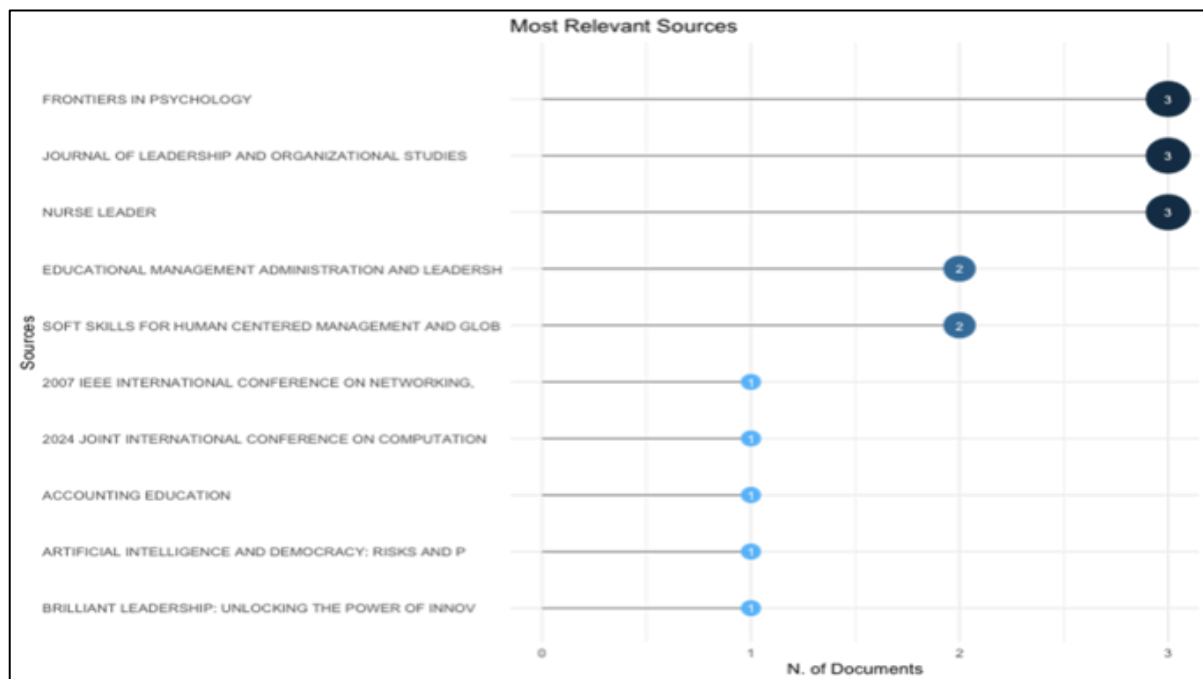 Most Relevant Sources
FRONTIERS IN PSYCHOLOGY
3
JOURNAL OF LEADERSHIP AND ORGANIZATIONAL STUDIES
3
NURSE LEADER
3
EDUCATIONAL MANAGEMENT ADMINISTRATION AND LEADERSH
2
SOFT SKILLS FOR HUMAN CENTERED MANAGEMENT AND GLOB
2
2007 IEEE INTERNATIONAL CONFERENCE ON NETWORKING,
1
2024 JOINT INTERNATIONAL CONFERENCE ON COMPUTATION
1
ACCOUNTING EDUCATION
1
ARTIFICIAL INTELLIGENCE AND DEMOCRACY: RISKS AND P
1
BRILLIANT LEADERSHIP: UNLOCKING THE POWER OF INNOV
1
Sources
0 1 2 3
N. of Documents